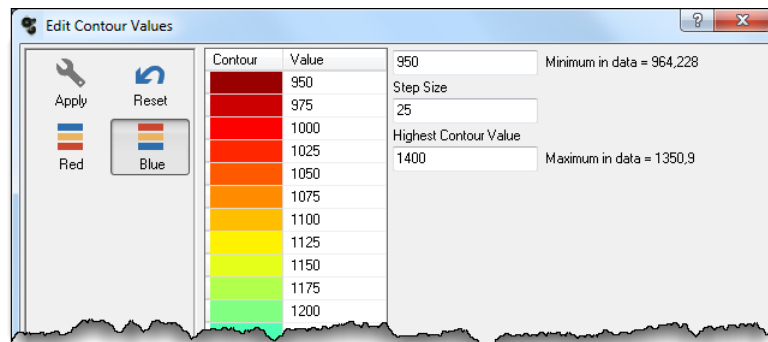 Edit Contour Values
Apply Reset
Red Blue
Contour Value
950
975
1000
1025
1050
1075
1100
1125
1150
1175
1200
950 Minimum in data = 964,228
Step Size
25
Highest Contour Value
1400 Maximum in data = 1350,9